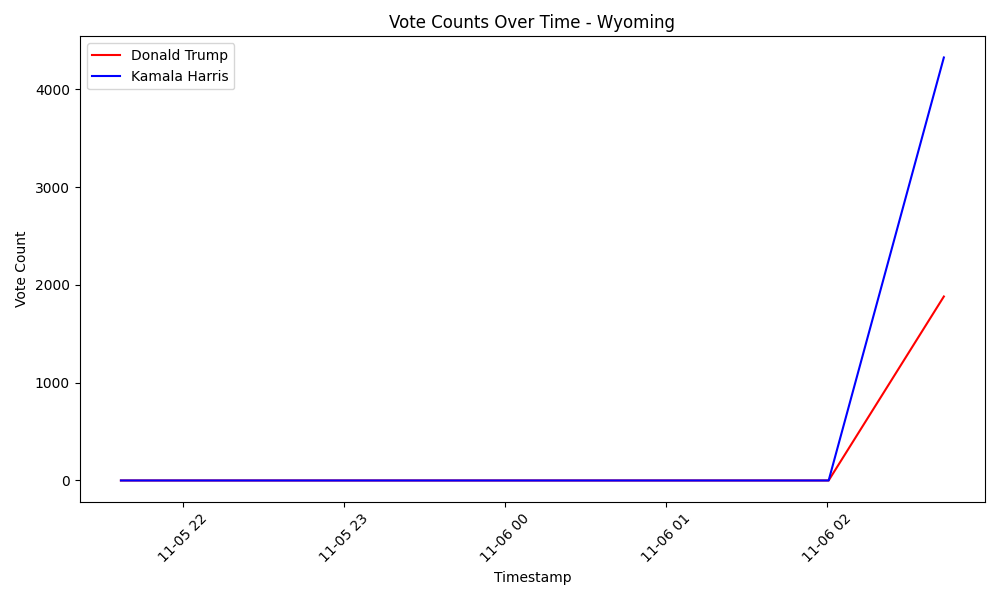 Vote Counts Over Time - Wyoming
Donald Trump
Kamala Harris
Vote Count
4000
3000
2000
1000
0
11-05 22
11-05 23
11-06 00
11-06 01
11-06 02
Timestamp